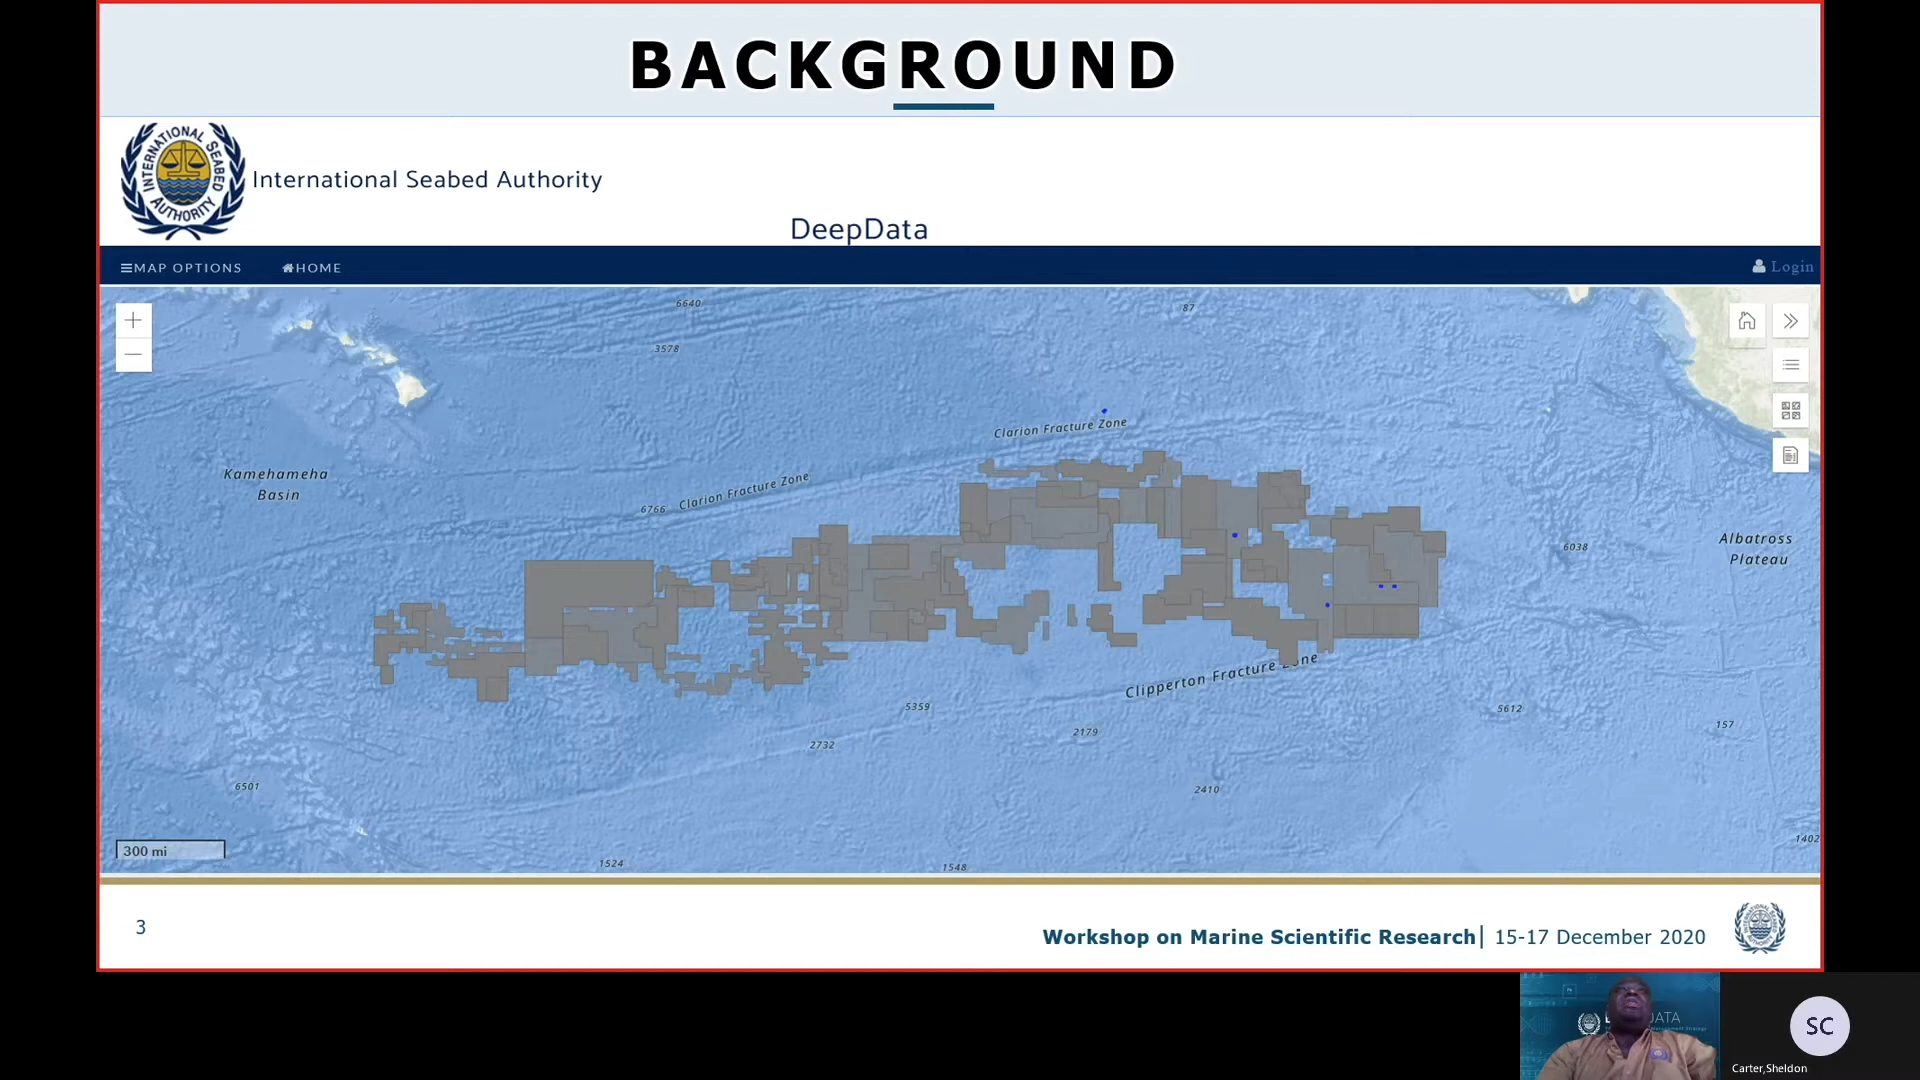 BACKGROUND
INTERNATIONAL SEABED AUTHORITY
International Seabed Authority
DeepData
MAP OPTIONS
HOME
Login
6640
87
3578
Clarion Fracture Zone
Kamehameha
Basin
Clarion Fracture Zone
6766
Albatross
Plateau
6038
Clipperton Fracture Zone
5359
5612
2179
157
2732
6501
2410
1402
300 mi
1524
1548
3
Workshop on Marine Scientific Research| 15-17 December 2020
SC
Carter,Sheldon